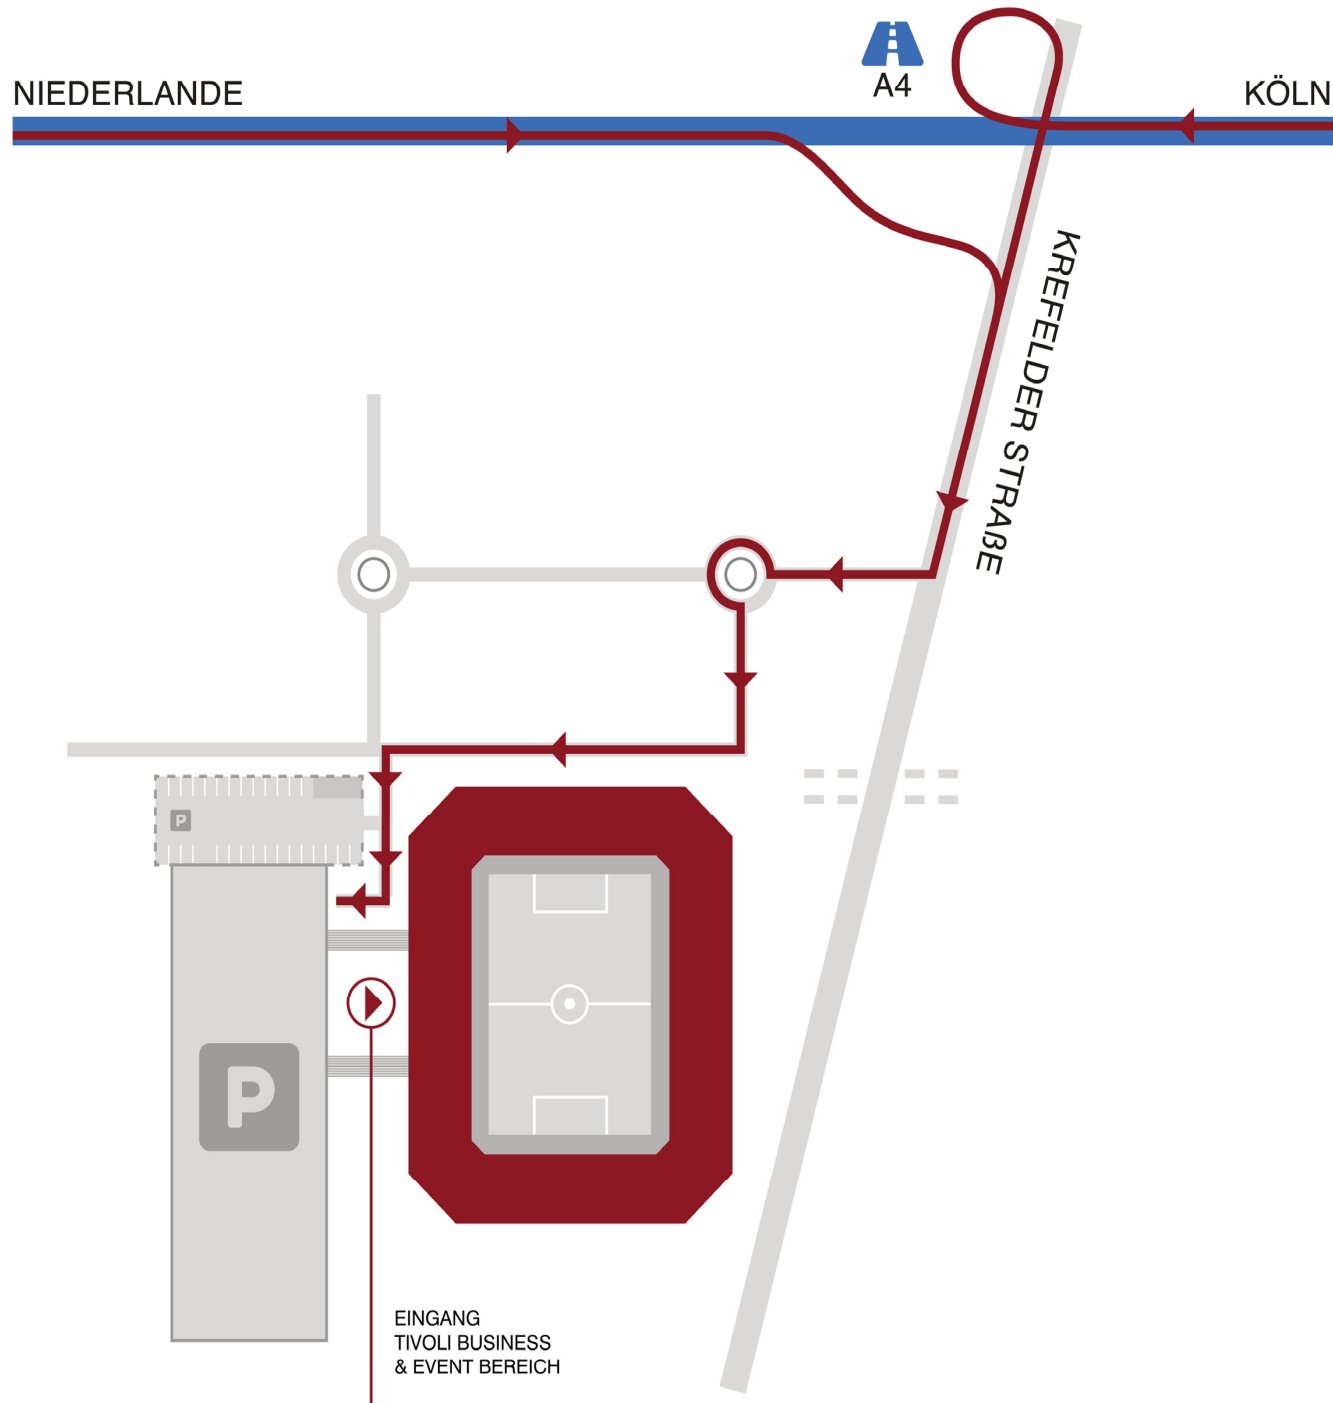 A4
NIEDERLANDE
KÖLN
KREFELDER STRAßE
P
P
EINGANG
TIVOLI BUSINESS
& EVENT BEREICH